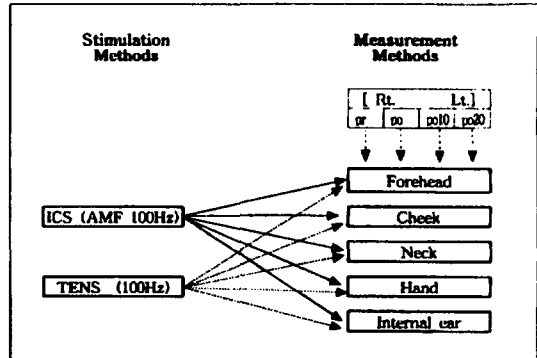 Stimulation Methods
Measurement Methods
[ Rt. Lt.]
pr po po10 po20
Forehead
ICS (AMF 100Hz)
Cheek
Neck
TENS (100Hz)
Hand
Internal ear